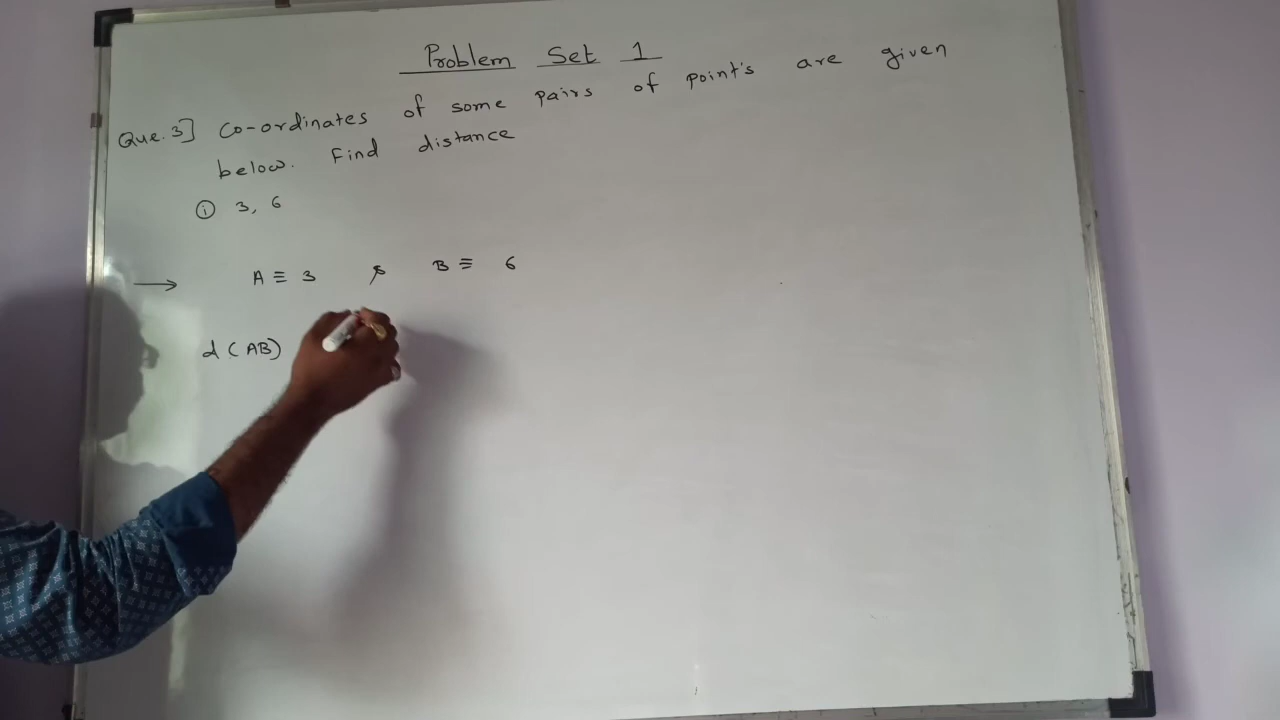 Problem Set 1
Que. 3] Co-ordinates of some pairs of point's are given
below. Find distance
① 3, 6
→ A ≡ 3 & B ≡ 6
d (AB)